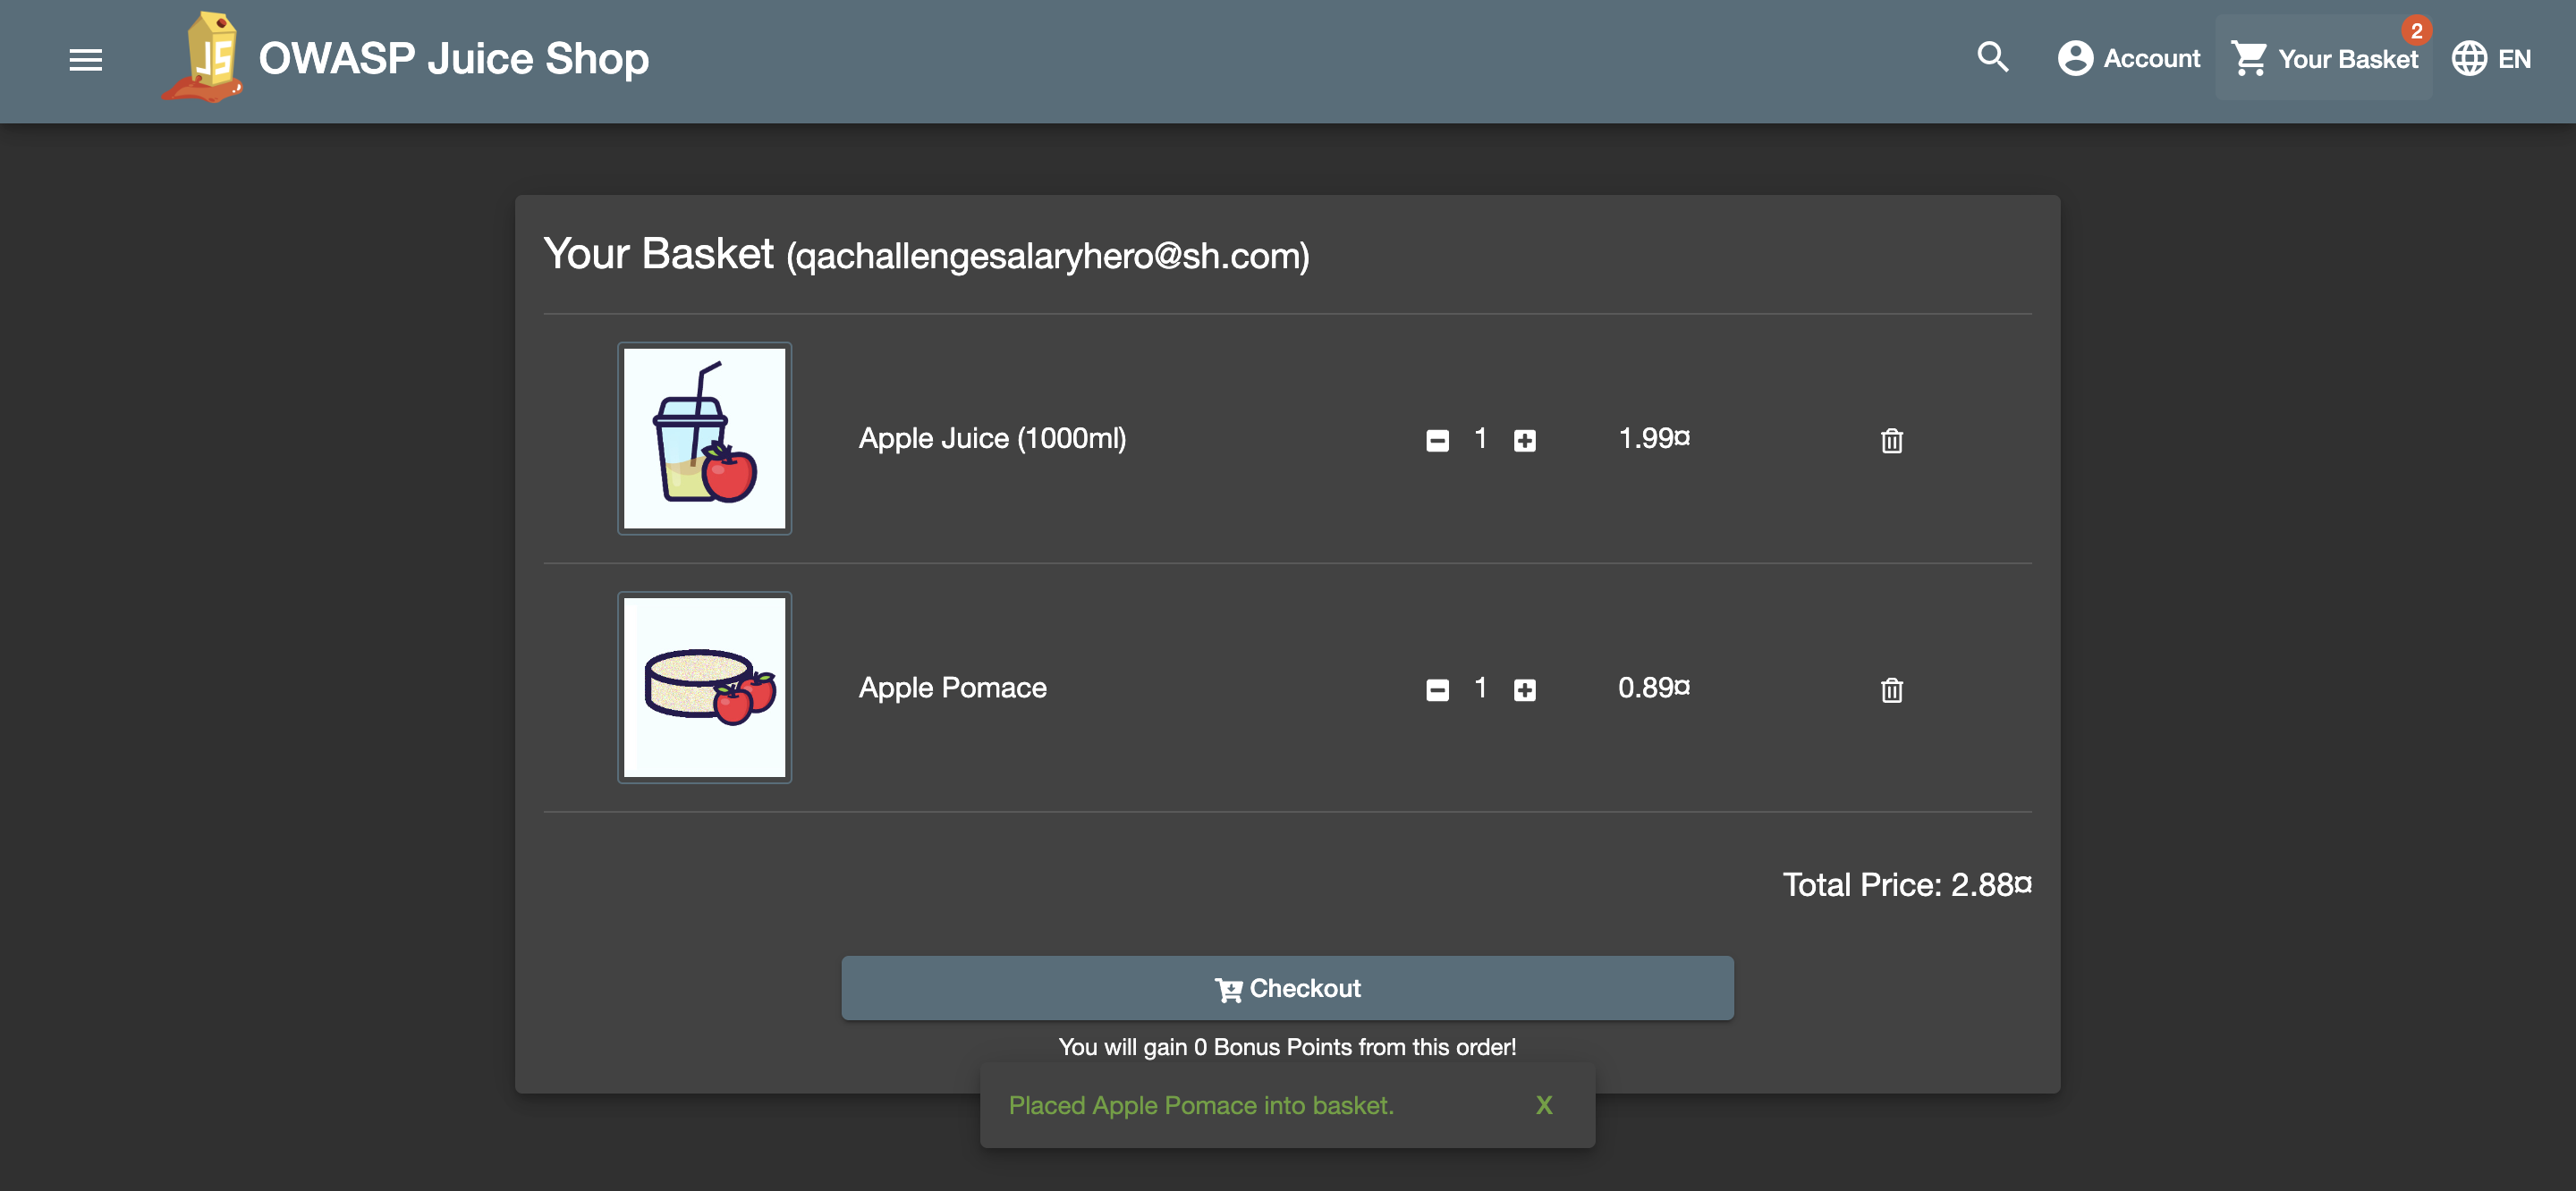 JS OWASP Juice Shop Account Your Basket 2 EN
Your Basket (qachallengesalaryhero@sh.com)
Apple Juice (1000ml) 1 1.99¤
Apple Pomace 1 0.89¤
Total Price: 2.88¤
Checkout
You will gain 0 Bonus Points from this order!
Placed Apple Pomace into basket. X